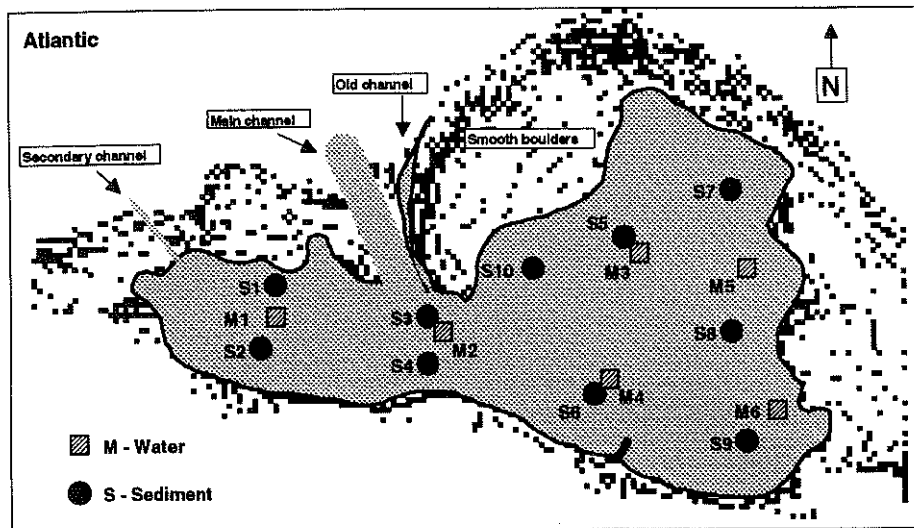 Atlantic
Old channel
N
Main channel
Smooth boulders
Secondary channel
S7
S5
S10
M3
M5
S1
M1
S3
M2
S8
S2
S4
S6
M4
M6
S9
M - Water
S - Sediment